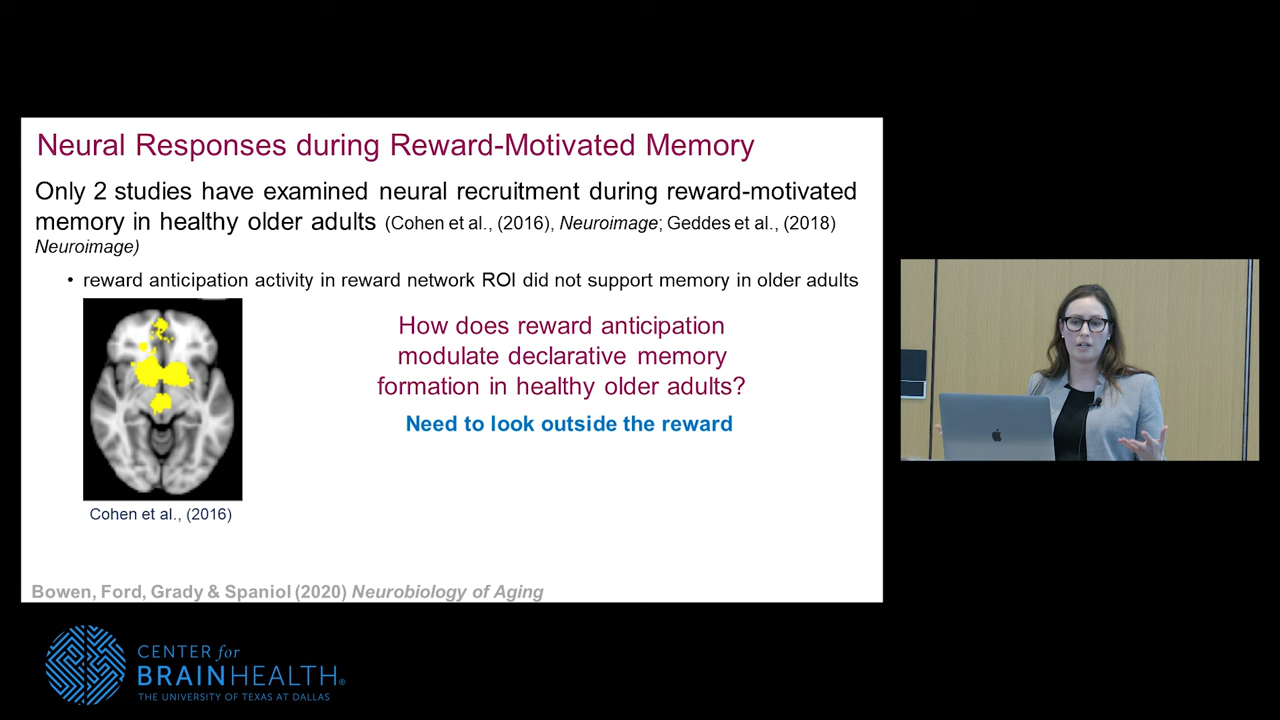 Neural Responses during Reward-Motivated Memory
Only 2 studies have examined neural recruitment during reward-motivated
memory in healthy older adults (Cohen et al., (2016), Neuroimage; Geddes et al., (2018)
Neuroimage)
• reward anticipation activity in reward network ROI did not support memory in older adults
How does reward anticipation
modulate declarative memory
formation in healthy older adults?
Need to look outside the reward
Cohen et al., (2016)
Bowen, Ford, Grady & Spaniol (2020) Neurobiology of Aging
CENTER for
BRAINHEALTH®
THE UNIVERSITY OF TEXAS AT DALLAS